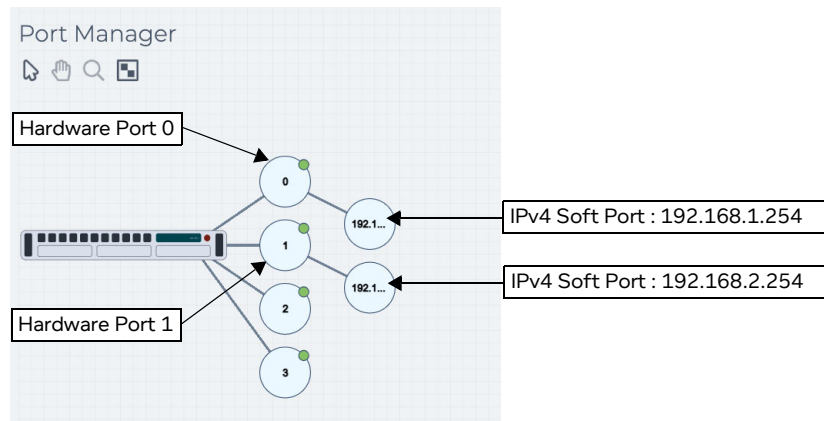 Port Manager
Hardware Port 0
0
192.1...
IPv4 Soft Port : 192.168.1.254
1
192.1...
IPv4 Soft Port : 192.168.2.254
Hardware Port 1
2
3